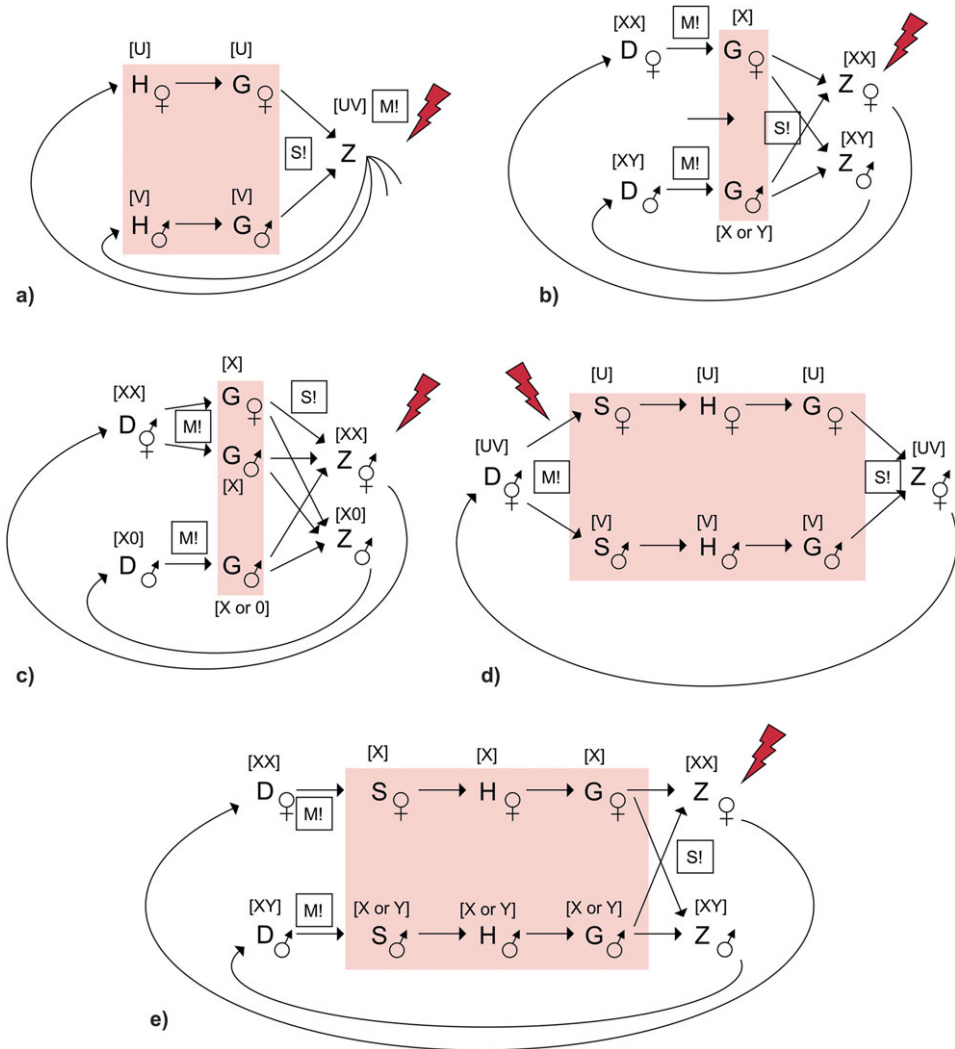 [U] [U]
H G
[UV] M!
S! Z
[V] [V]
H G
a)
[XX] M! [X]
D G [XX]
Z
S!
[XY] M! [XY]
D G Z
[X or Y]
b)
[X]
[XX] G S!
D M! [XX]
G Z
[X]
[X0] M! [X0]
D G Z
[X or 0]
c)
[U] [U] [U]
S H G
[UV] [UV]
D M! S! Z
[V] [V] [V]
S H G
d)
[XX] [X] [X] [X] [XX]
D S H G Z
M!
S!
[XY] M! [X or Y] [X or Y] [X or Y] [XY]
D S H G Z
e)